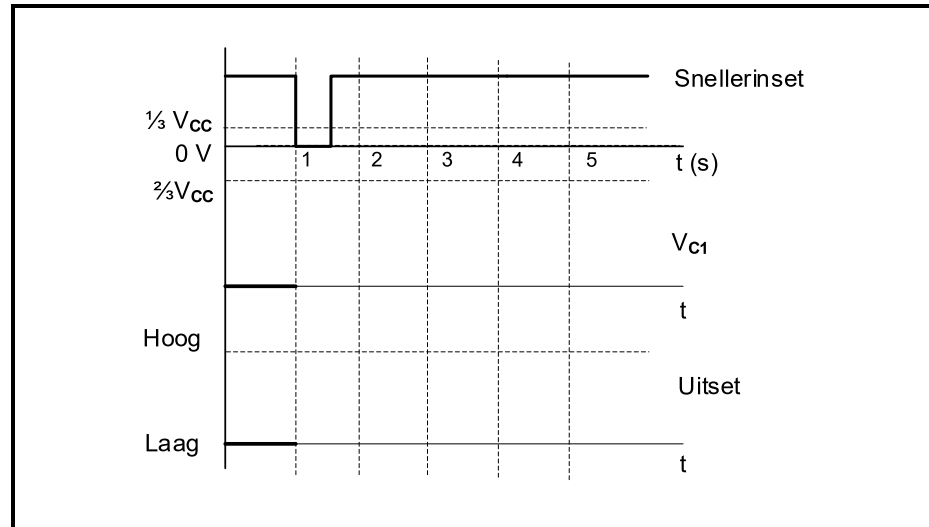 Snellerinset
⅓ VCC
0 V
1 2 3 4 5 t (s)
⅔VCC
VC1
t
Hoog
Uitset
Laag
t